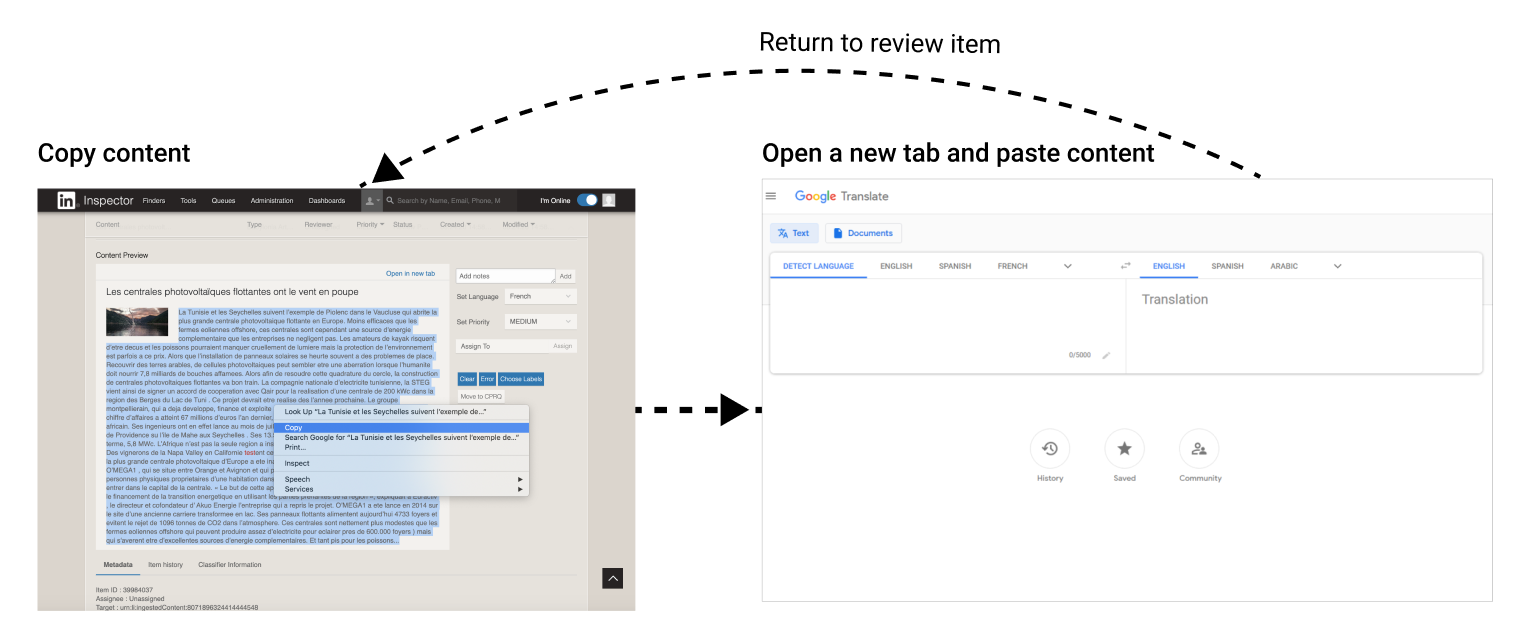 Return to review item
Copy content
in Inspector Finders Tools Queues Administration Dashboards Search by Name, Email, Phone, M I'm Online
Content Type Reviewer Priority Status Created Modified
Content Preview
Open in new tab
Les centrales photovoltaïques flottantes ont le vent en poupe
La Tunisie et les Seychelles suivent l'exemple de Piolenc dans le Vaucluse qui abrite la
plus grande centrale photovoltaique flottante en Europe. Moins efficaces que les
fermes eoliennes offshore, ces centrales sont cependant une source d'energie
complementaire que les entreprises ne negligent pas. Les amateurs de kayak risquent
d'etre decus et les poissons pourraient manquer cruellement de lumiere mais la protection de l'environnement
est parfois a ce prix. Alors que l'installation de panneaux solaires se heurte souvent a des problemes de place.
Recouvrir des terres arables, de cellules photovoltaiques peut sembler etre une aberration lorsque l'humanite
doit nourrir 7,8 milliards de bouches affamees. Alors afin de resoudre cette quadrature du cercle, la construction
de centrales photovoltaiques flottantes va bon train. La compagnie nationale d'electricite tunisienne, la STEG
vient ainsi de signer un accord de cooperation avec Qair pour la realisation d'une centrale de 200 kWc dans la
region des Berges du Lac de Tuni . Ce projet devrait etre realise des l'annee prochaine. Le groupe
montpellierain, qui a deja developpe, finance et exploite
chiffre d'affaires a atteint 67 millions d'euros l'an dernier,
africain. Ses ingenieurs ont en effet lance au mois de jui
de Providence su l'ile de Mahe aux Seychelles . Ses 13.
terme, 5,8 MWc. L'Afrique n'est pas la seule region a ins
Des vignerons de la Napa Valley en Californie testent ce
la plus grande centrale photovoltaique d'Europe a ete in
O'MEGA1 , qui se situe entre Orange et Avignon et qui p
personnes physiques proprietaires d'une habitation dans
entrer dans le capital de la centrale. « Le but de cette ap
le financement de la transition energetique en utilisant les parties prenantes de la region », expliquait a Euractiv
, le directeur et cofondateur d' Akuo Energie l'entreprise qui a repris le projet. O'MEGA1 a ete lance en 2014 sur
le site d'une ancienne carriere transformee en lac. Ses panneaux flottants alimentent aujourd'hui 4733 foyers et
evitent le rejet de 1096 tonnes de CO2 dans l'atmosphere. Ces centrales sont nettement plus modestes que les
fermes eoliennes offshore qui peuvent produire assez d'electricite pour eclairer pres de 600.000 foyers ) mais
qui s'averent etre d'excellentes sources d'energie complementaires. Et tant pis pour les poissons...
Add notes Add
Set Language French
Set Priority MEDIUM
Assign To Assign
Clear Error Choose Labels
Move to CPRQ
Look Up “La Tunisie et les Seychelles suivent l'exemple de...”
Copy
Search Google for “La Tunisie et les Seychelles suivent l'exemple de...”
Print...
Inspect
Speech
Services
Metadata Item history Classifier Information
Item ID : 39984037
Assignee : Unassigned
Target : urn:li:ingestedContent:8071896324414444548
Open a new tab and paste content
Google Translate
Text Documents
DETECT LANGUAGE ENGLISH SPANISH FRENCH ENGLISH SPANISH ARABIC
Translation
0/5000
History Saved Community